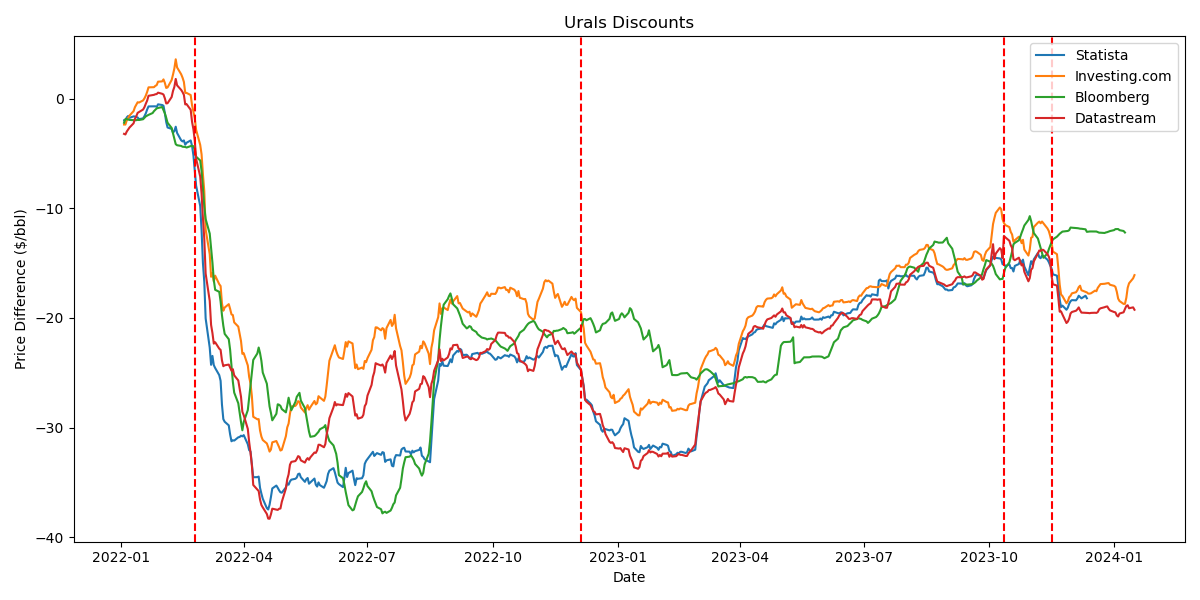 Urals Discounts
Statista
Investing.com
Bloomberg
Datastream
Price Difference ($/bbl)
0
−10
−20
−30
−40
2022-01 2022-04 2022-07 2022-10 2023-01 2023-04 2023-07 2023-10 2024-01
Date